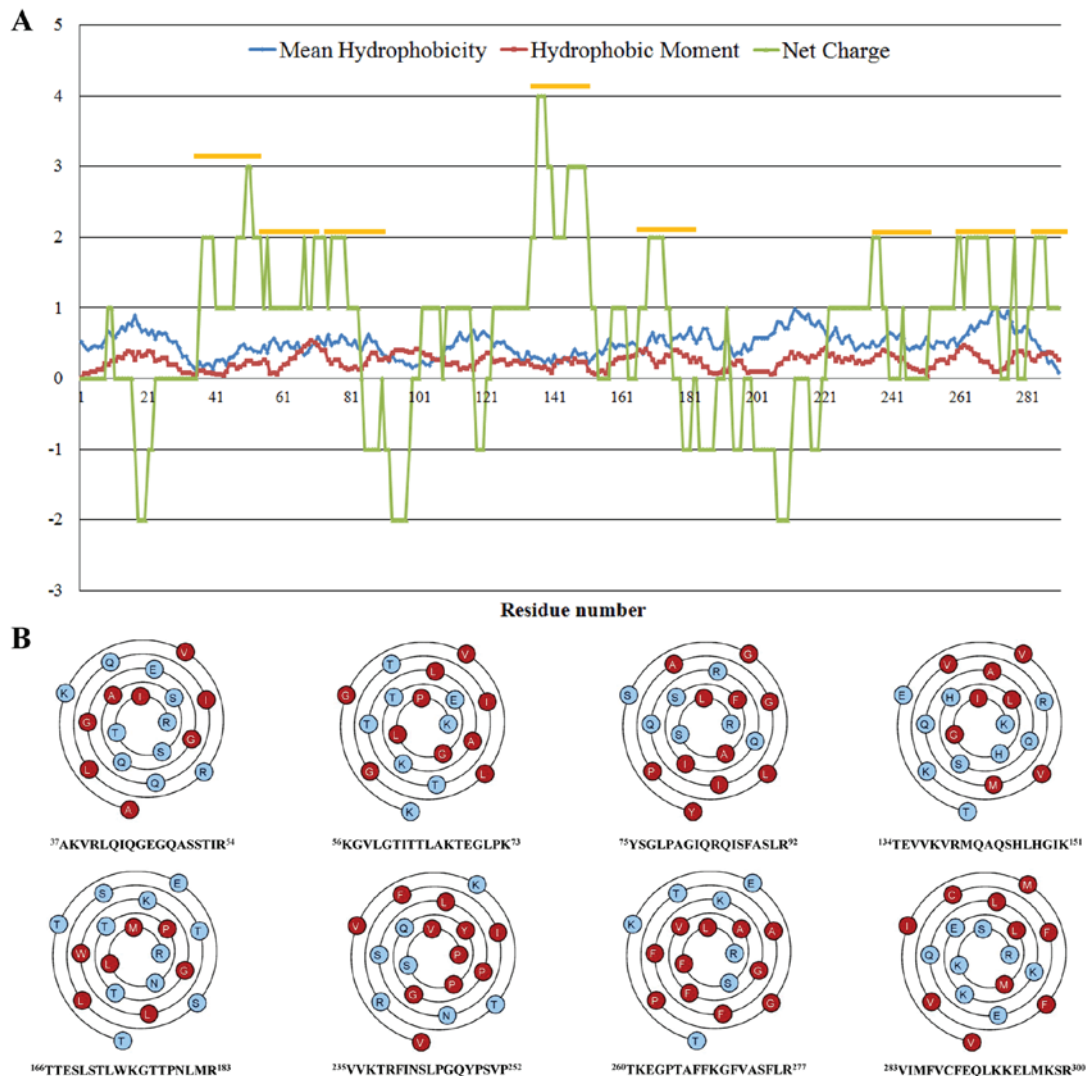 A
5
Mean Hydrophobicity Hydrophobic Moment Net Charge
4
3
2
1
0
1 21 41 61 81 101 121 141 161 181 201 221 241 261 281
-1
-2
-3
Residue number
B
V Q E K A I S I G T R G S L Q Q R A
³⁷AKVRLQIQGEGQASSTIR⁵⁴
V T L G T P E I T L K A G G K T L K
⁵⁶KGVLGTITTLAKTEGLPK⁷³
G A R S S L F G Q S R Q P I A I L Y
⁷⁵YSGLPAGIQRQISFASLR⁹²
V V A E H I L R Q G K Q K S H M V T
¹³⁴TEVVKVRMQAQSHLHGIK¹⁵¹
E S K T T M P T W L R G L T N S L T
¹⁶⁶TTESLSTLWKGTTPNLMR¹⁸³
K F L V Q V Y I S S P P R G P T N V
²³⁵VVKTRFINSLPGQYPSVP²⁵²
E T K K V L A A F F R G P F S G F T
²⁶⁰TKEGPTAFFKGFVASFLR²⁷⁷
M C L I E S L F Q K R K V K M F E V
²⁸³VIMFVCFEQLKKELMKSR³⁰⁰